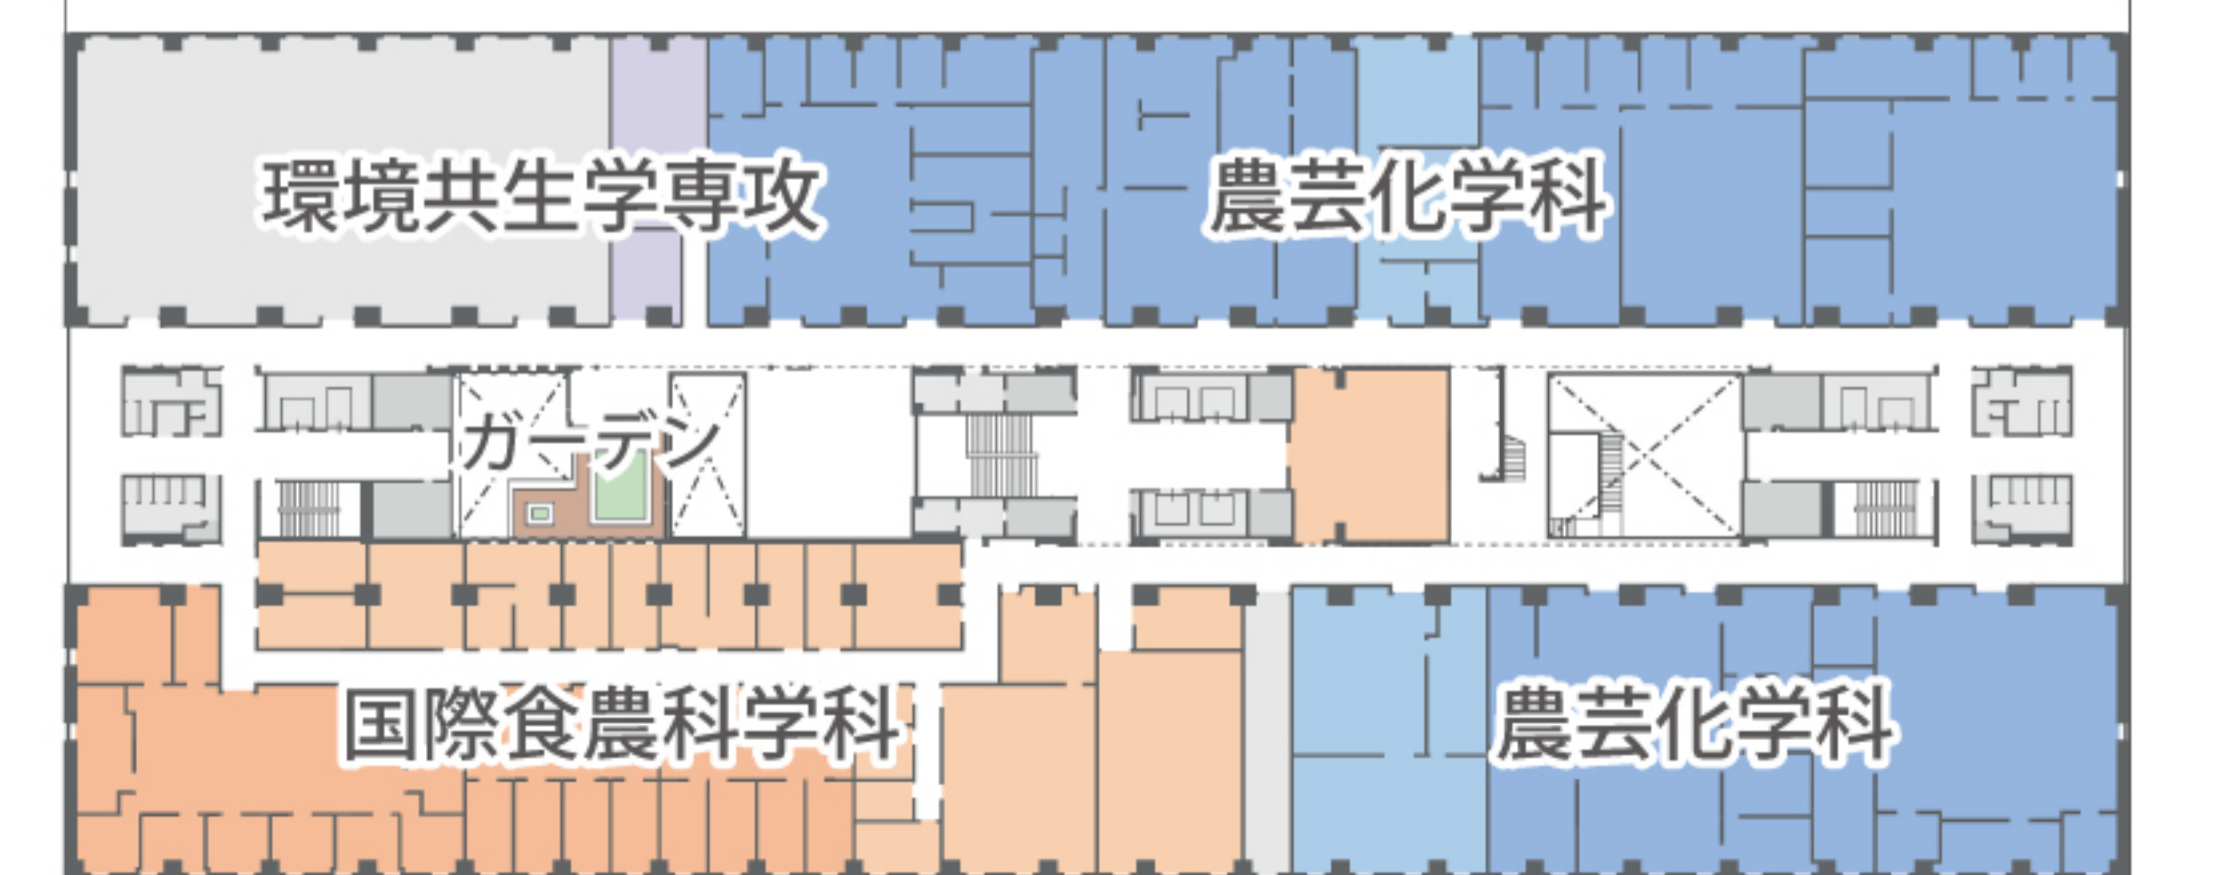 環境共生学専攻
農芸化学科
ガーデン
国際食農科学科
農芸化学科